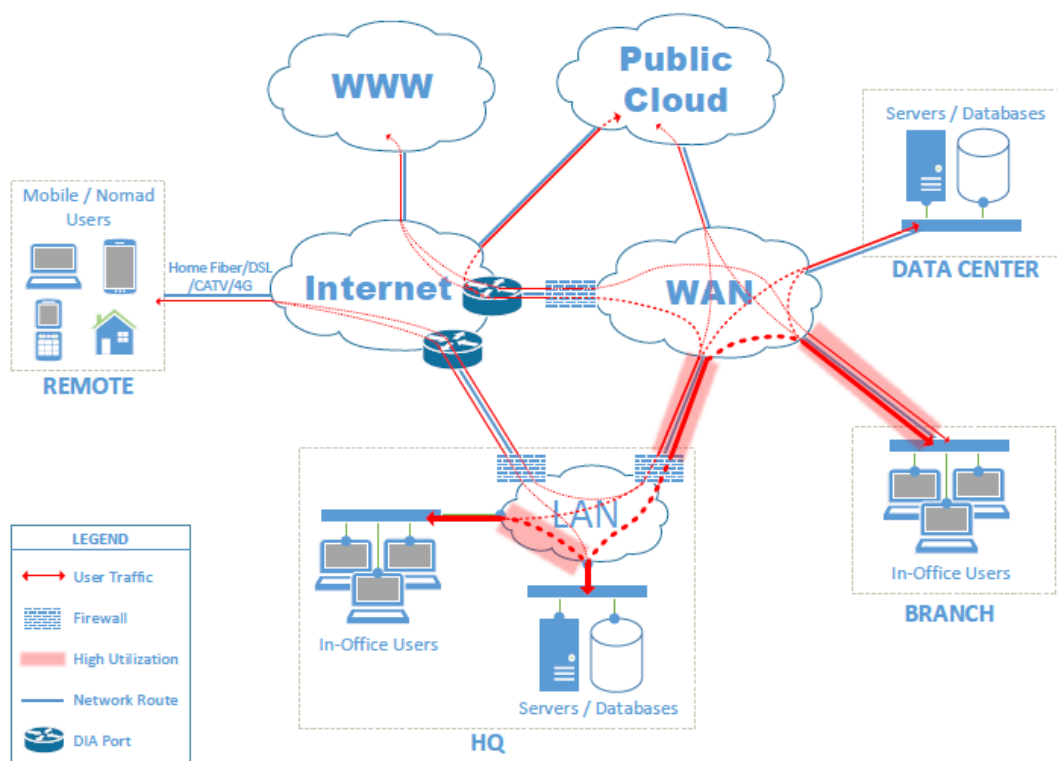 WWW
Public
Cloud
Servers / Databases
DATA CENTER
Mobile / Nomad
Users
REMOTE
Home Fiber/DSL
/CATV/4G
Internet
WAN
LAN
In-Office Users
Servers / Databases
HQ
In-Office Users
BRANCH
LEGEND
User Traffic
Firewall
High Utilization
Network Route
DIA Port